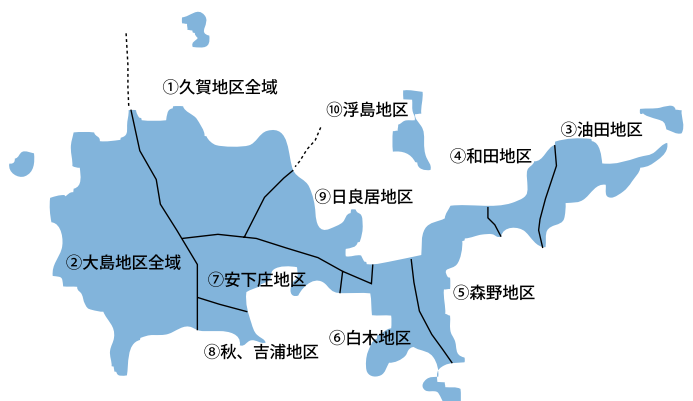 ①久賀地区全域
⑩浮島地区
③油田地区
④和田地区
⑨日良居地区
②大島地区全域
⑦安下庄地区
⑤森野地区
⑥白木地区
⑧秋、吉浦地区